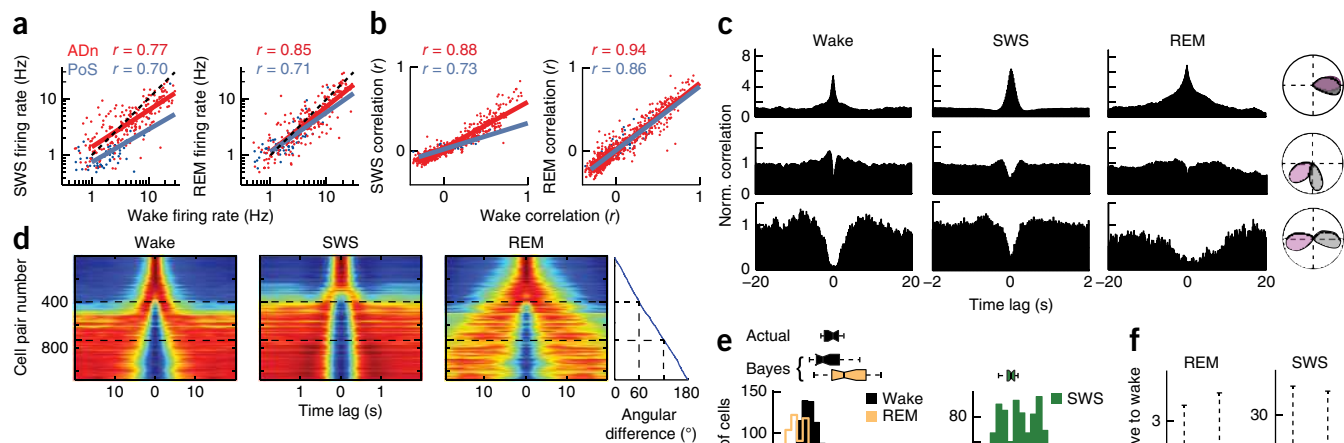 a
ADn r = 0.77
PoS r = 0.70
SWS firing rate (Hz)
10
1
1 10
r = 0.85
r = 0.71
REM firing rate (Hz)
10
1
1 10
Wake firing rate (Hz)
b
r = 0.88
r = 0.73
SWS correlation (r)
1
0
0 1
r = 0.94
r = 0.86
REM correlation (r)
1
0
0 1
Wake correlation (r)
c
Wake SWS REM
Norm. correlation
8
4
0
1
0
1
0
−20 0 20
−2 0 2
−20 0 20
Time lag (s)
d
Wake SWS REM
Cell pair number
400
800
10 0 10
1 0 1
10 0 10
Time lag (s)
0 60 120 180
Angular
difference (°)
e
Actual
Bayes {
150
100
of cells
Wake
REM
80
SWS
f
REM SWS
ve to wake
3
30